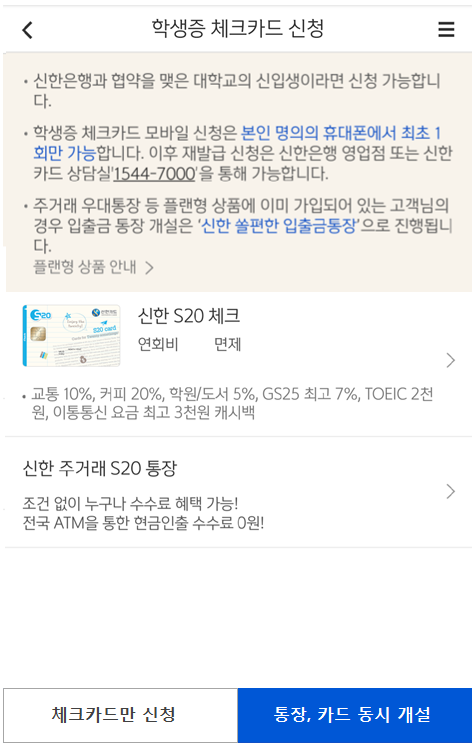 학생증 체크카드 신청
• 신한은행과 협약을 맺은 대학교의 신입생이라면 신청 가능합니
다.
• 학생증 체크카드 모바일 신청은 본인 명의의 휴대폰에서 최초 1
회만 가능합니다. 이후 재발급 신청은 신한은행 영업점 또는 신한
카드 상담실'1544-7000'을 통해 가능합니다.
• 주거래 우대통장 등 플랜형 상품에 이미 가입되어 있는 고객님의
경우 입출금 통장 개설은 '신한 쏠편한 입출금통장'으로 진행됩니
다.
플랜형 상품 안내 >
S20
S20 card
신한 S20 체크
연회비 면제
• 교통 10%, 커피 20%, 학원/도서 5%, GS25 최고 7%, TOEIC 2천
원, 이통통신 요금 최고 3천원 캐시백
신한 주거래 S20 통장
조건 없이 누구나 수수료 혜택 가능!
전국 ATM을 통한 현금인출 수수료 0원!
체크카드만 신청
통장, 카드 동시 개설